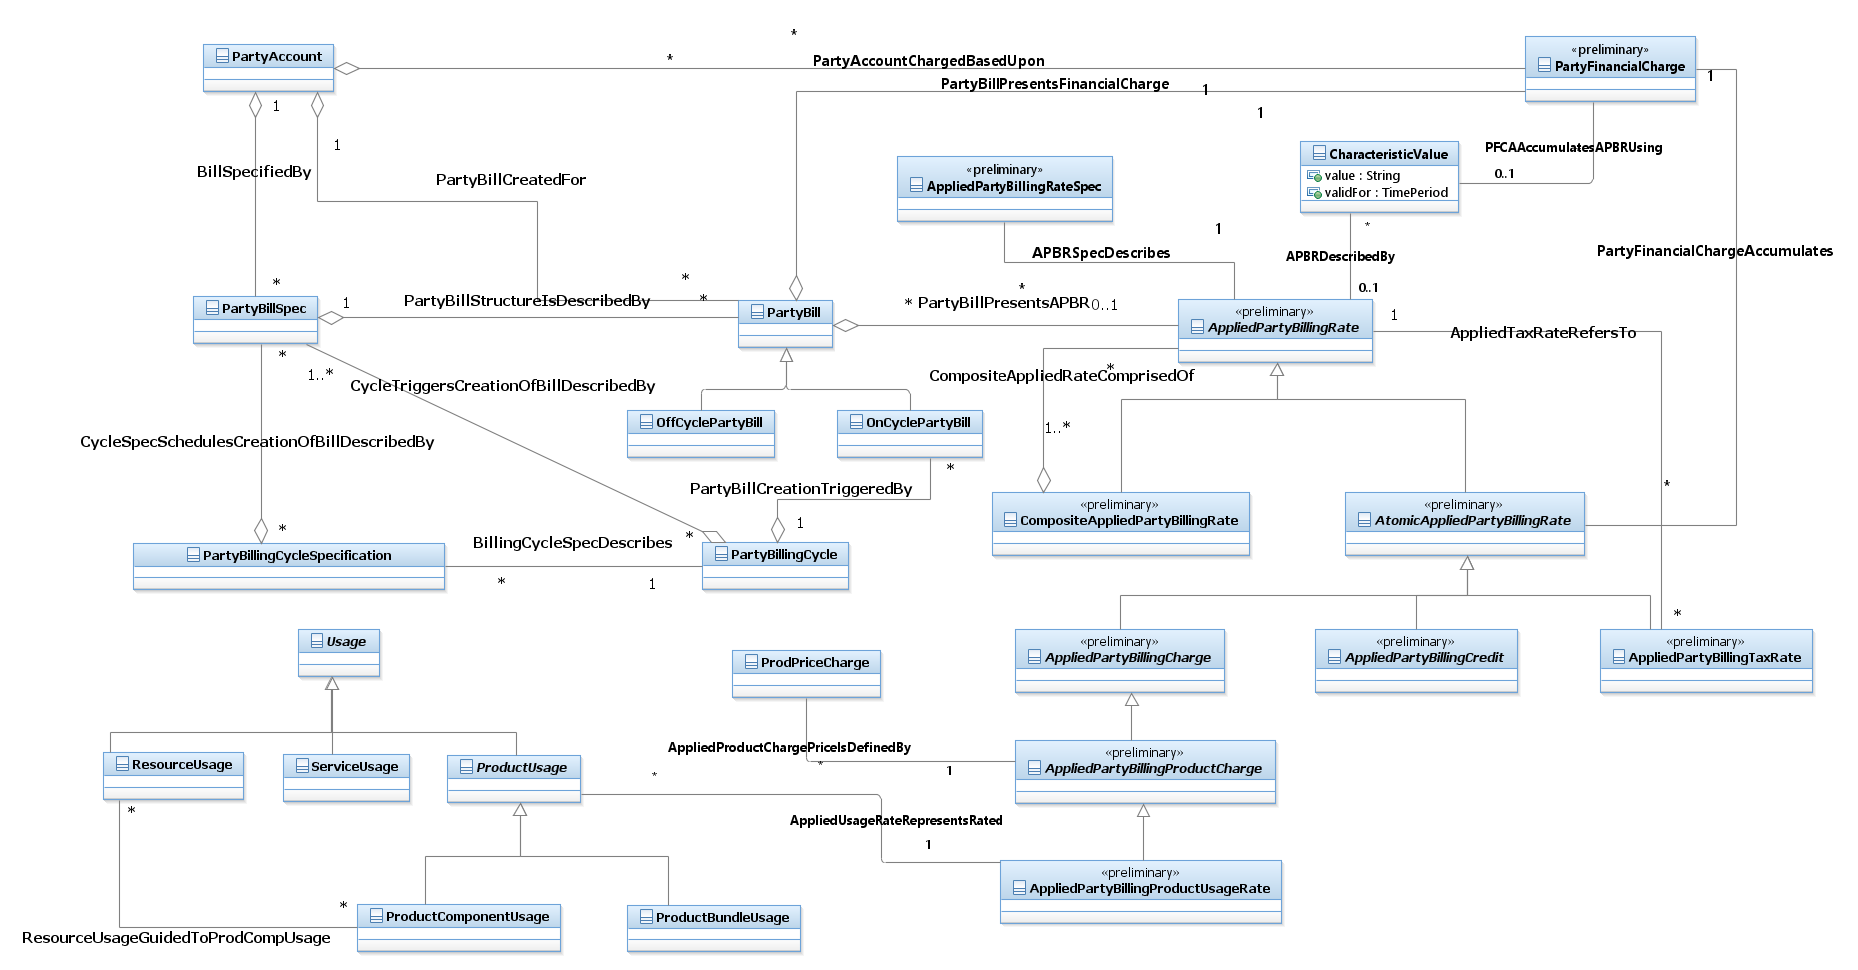 *
PartyAccount
*
PartyAccountChargedBasedUpon
«preliminary»
PartyFinancialCharge
1
PartyBillPresentsFinancialCharge
1
1
1
1
BillSpecifiedBy
PartyBillCreatedFor
«preliminary»
AppliedPartyBillingRateSpec
CharacteristicValue
value : String
validFor : TimePeriod
PFCAAccumulatesAPBRUsing
0..1
1
*
APBRSpecDescribes
APBRDescribedBy
PartyFinancialChargeAccumulates
*
*
*
0..1
PartyBillSpec
1
PartyBillStructureIsDescribedBy
*
PartyBill
* PartyBillPresentsAPBR
0..1
«preliminary»
AppliedPartyBillingRate
1
AppliedTaxRateRefersTo
*
1..*
CycleTriggersCreationOfBillDescribedBy
CompositeAppliedRateComprisedOf
*
OffCyclePartyBill
OnCyclePartyBill
1..*
CycleSpecSchedulesCreationOfBillDescribedBy
*
PartyBillCreationTriggeredBy
*
*
1
*
«preliminary»
CompositeAppliedPartyBillingRate
«preliminary»
AtomicAppliedPartyBillingRate
BillingCycleSpecDescribes
PartyBillingCycleSpecification
PartyBillingCycle
*
1
*
Usage
ProdPriceCharge
«preliminary»
AppliedPartyBillingCharge
«preliminary»
AppliedPartyBillingCredit
«preliminary»
AppliedPartyBillingTaxRate
AppliedProductChargePriceIsDefinedBy
*
*
1
«preliminary»
AppliedPartyBillingProductCharge
ResourceUsage
ServiceUsage
ProductUsage
*
AppliedUsageRateRepresentsRated
1
«preliminary»
AppliedPartyBillingProductUsageRate
*
ProductComponentUsage
ProductBundleUsage
ResourceUsageGuidedToProdCompUsage